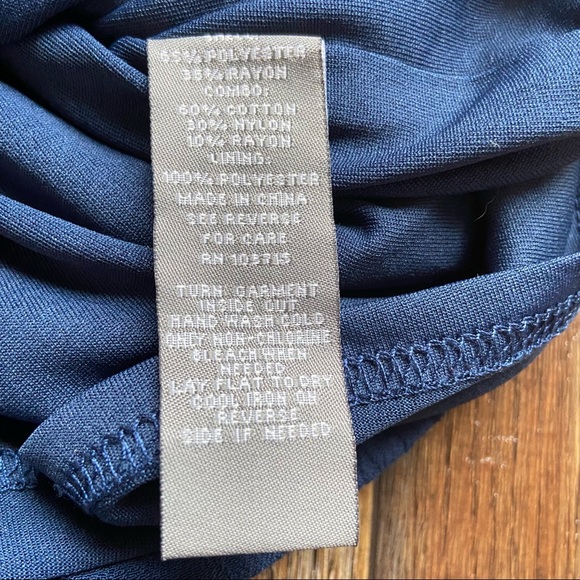 65% POLYESTER
35% RAYON
COMBO:
60% COTTON
30% NYLON
10% RAYON
LINING:
100% POLYESTER
MADE IN CHINA
SEE REVERSE
FOR CARE
RN 103715
TURN GARMENT
INSIDE OUT
HAND WASH COLD
ONLY NON-CHLORINE
BLEACH WHEN
NEEDED
LAY FLAT TO DRY
COOL IRON ON
REVERSE
SIDE IF NEEDED